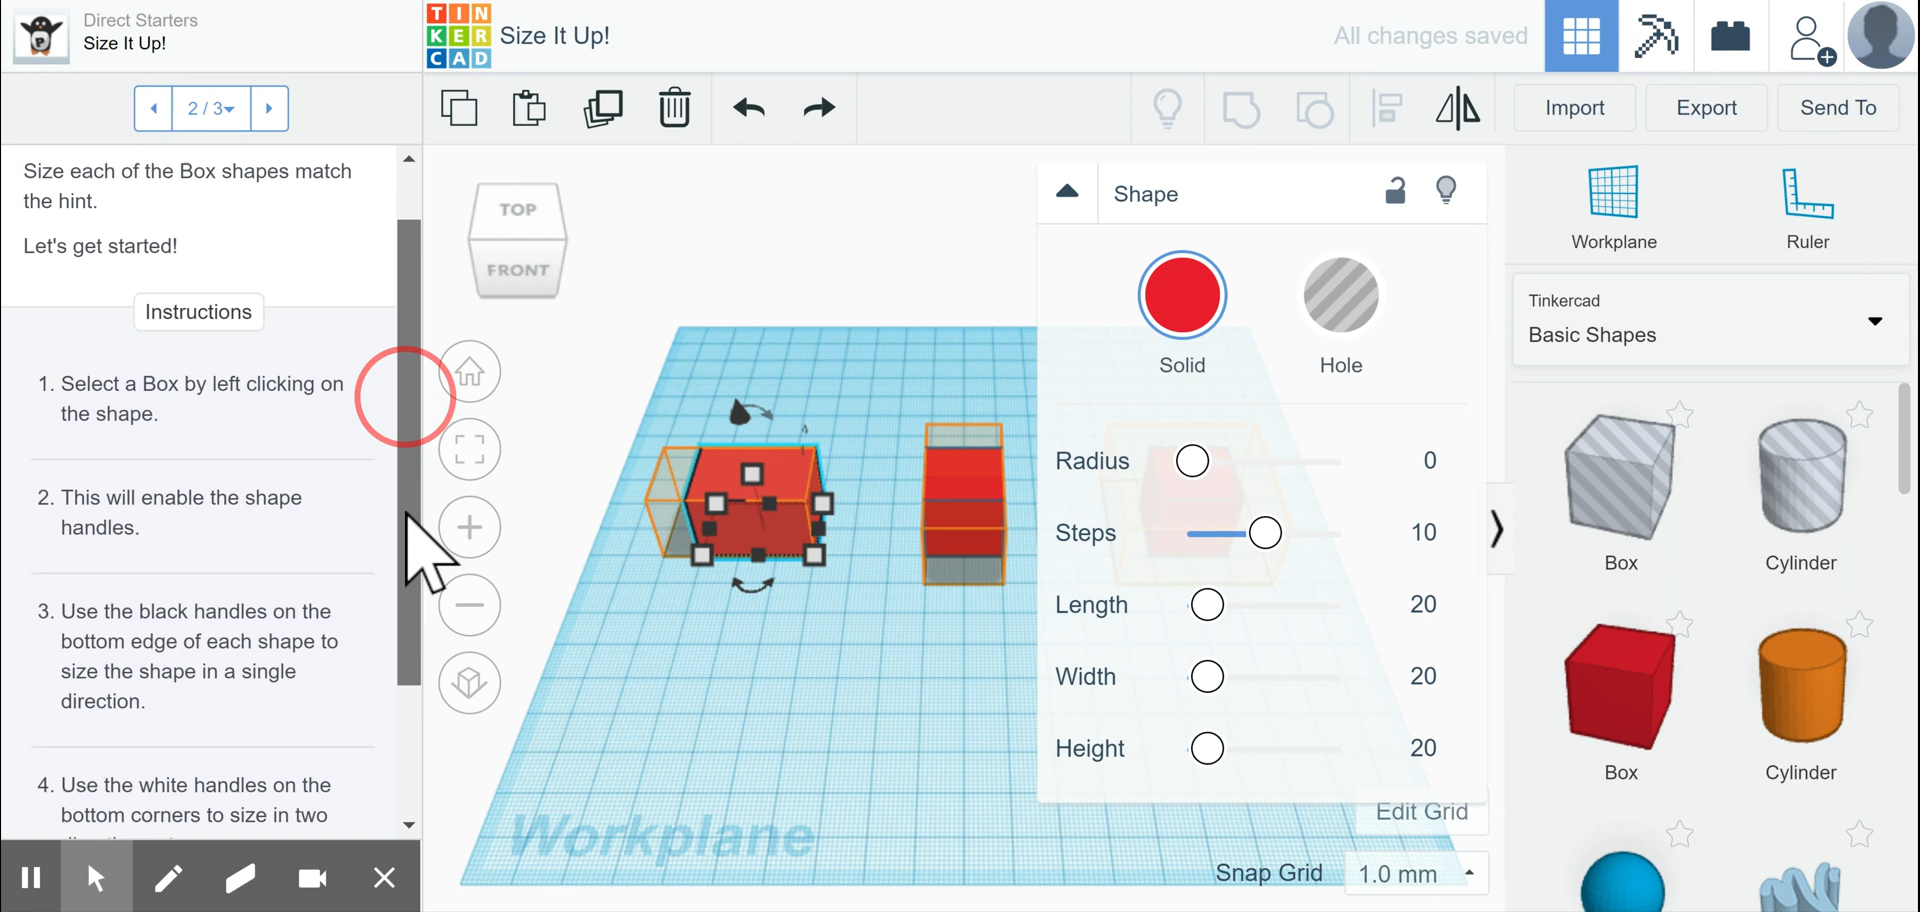 Direct Starters
Size It Up!
TIN
KER
CAD
Size It Up!
All changes saved
2 / 3
Import
Export
Send To
Size each of the Box shapes match
the hint.
Let's get started!
Instructions
1. Select a Box by left clicking on
the shape.
2. This will enable the shape
handles.
3. Use the black handles on the
bottom edge of each shape to
size the shape in a single
direction.
4. Use the white handles on the
bottom corners to size in two
TOP
FRONT
Workplane
Shape
Solid
Hole
Radius 0
Steps 10
Length 20
Width 20
Height 20
Edit Grid
Snap Grid 1.0 mm
Workplane
Ruler
Tinkercad
Basic Shapes
Box
Cylinder
Box
Cylinder